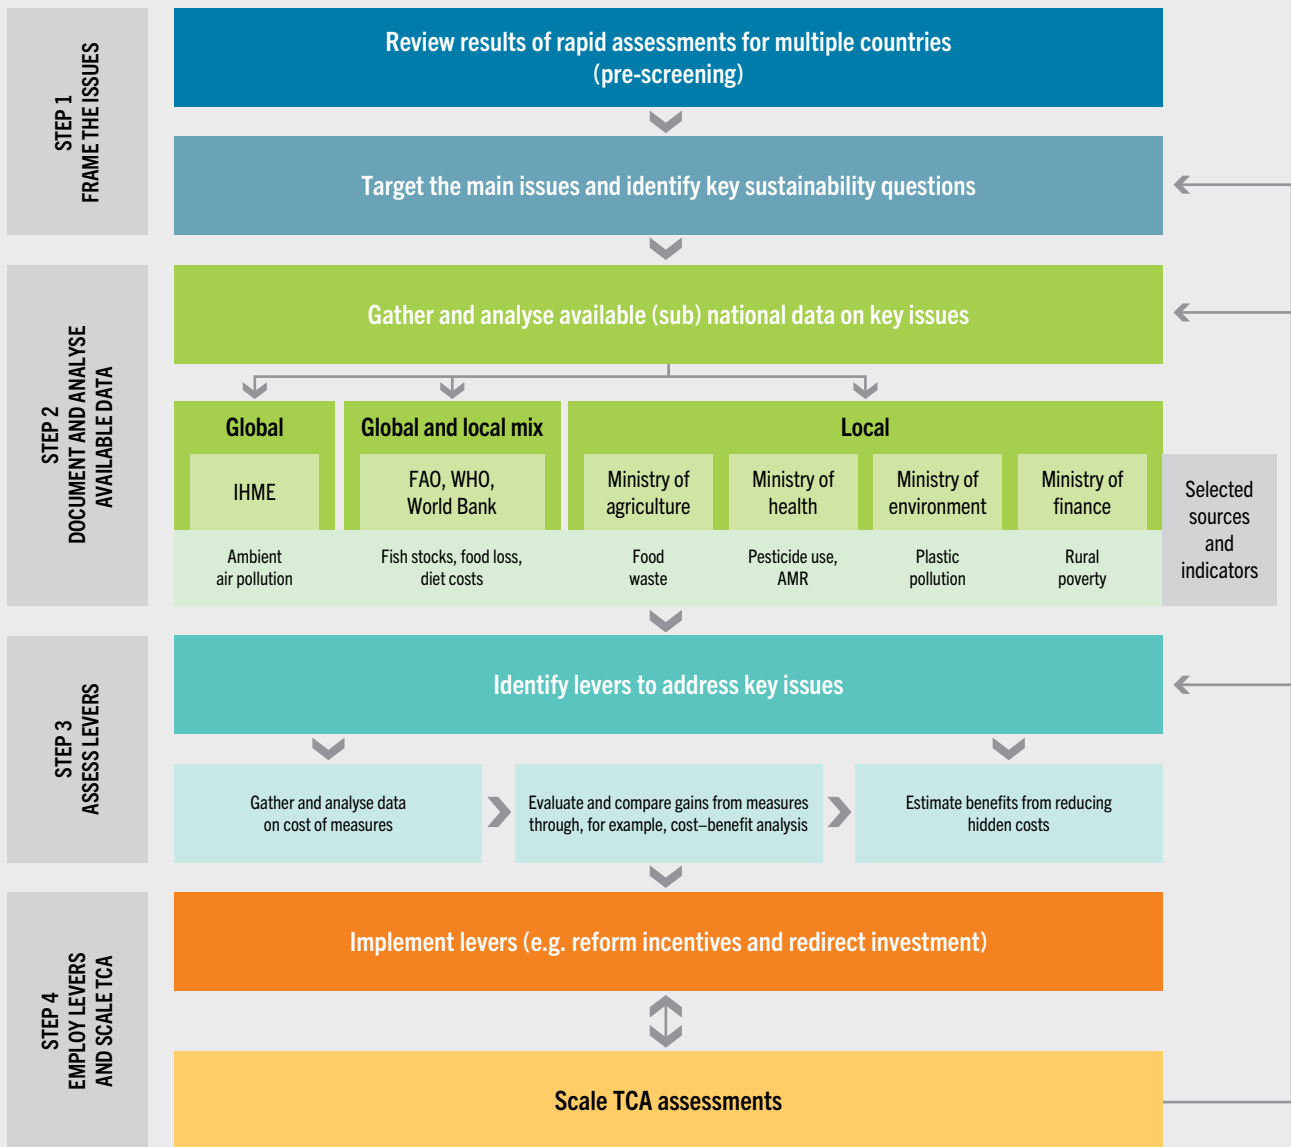 STEP 1
FRAME THE ISSUES
Review results of rapid assessments for multiple countries
(pre-screening)
Target the main issues and identify key sustainability questions
STEP 2
DOCUMENT AND ANALYSE
AVAILABLE DATA
Gather and analyse available (sub) national data on key issues
Global
IHME
Ambient
air pollution
Global and local mix
FAO, WHO,
World Bank
Fish stocks, food loss,
diet costs
Local
Ministry of
agriculture
Food
waste
Ministry of
health
Pesticide use,
AMR
Ministry of
environment
Plastic
pollution
Ministry of
finance
Rural
poverty
Selected
sources
and
indicators
STEP 3
ASSESS LEVERS
Identify levers to address key issues
Gather and analyse data
on cost of measures
Evaluate and compare gains from measures
through, for example, cost–benefit analysis
Estimate benefits from reducing
hidden costs
STEP 4
EMPLOY LEVERS
AND SCALE TCA
Implement levers (e.g. reform incentives and redirect investment)
Scale TCA assessments